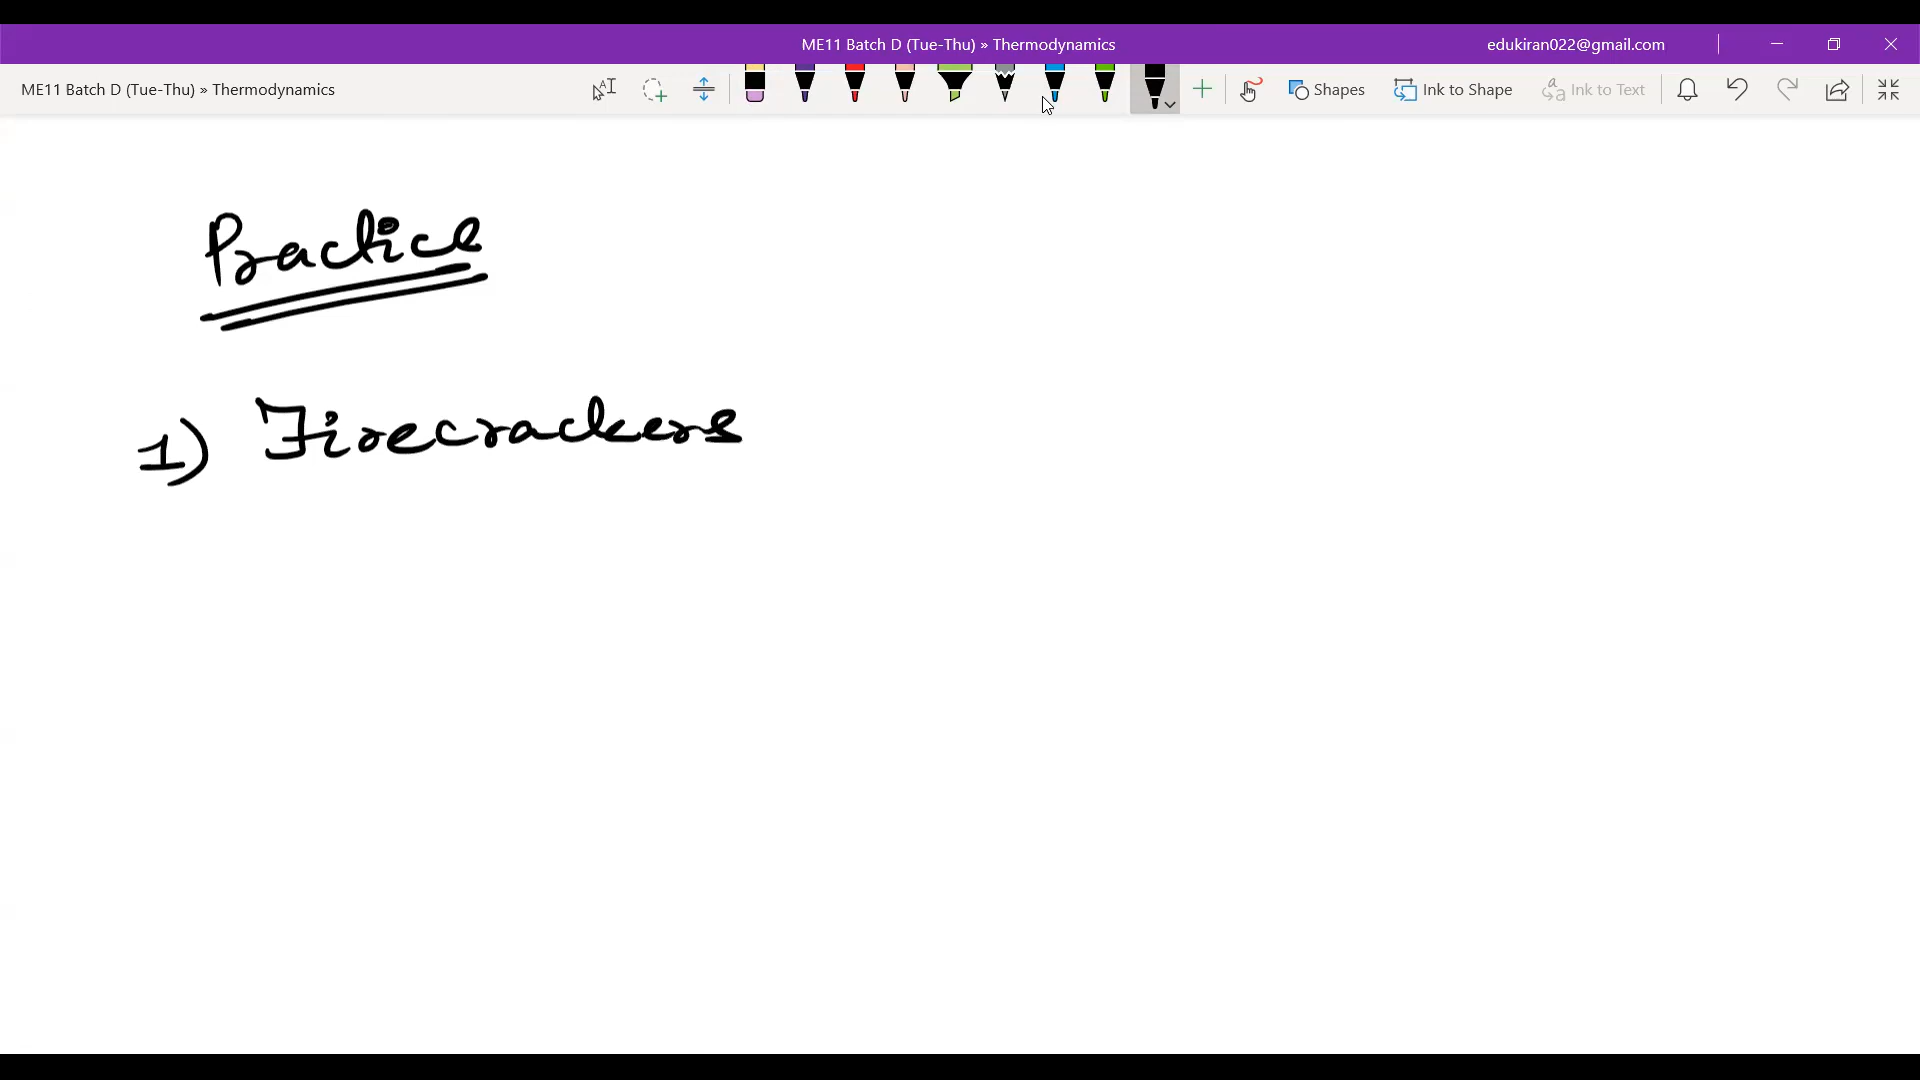 ME11 Batch D (Tue-Thu) » Thermodynamics
edukiran022@gmail.com
ME11 Batch D (Tue-Thu) » Thermodynamics
Shapes
Ink to Shape
Ink to Text
Practice
1) Firecrackers